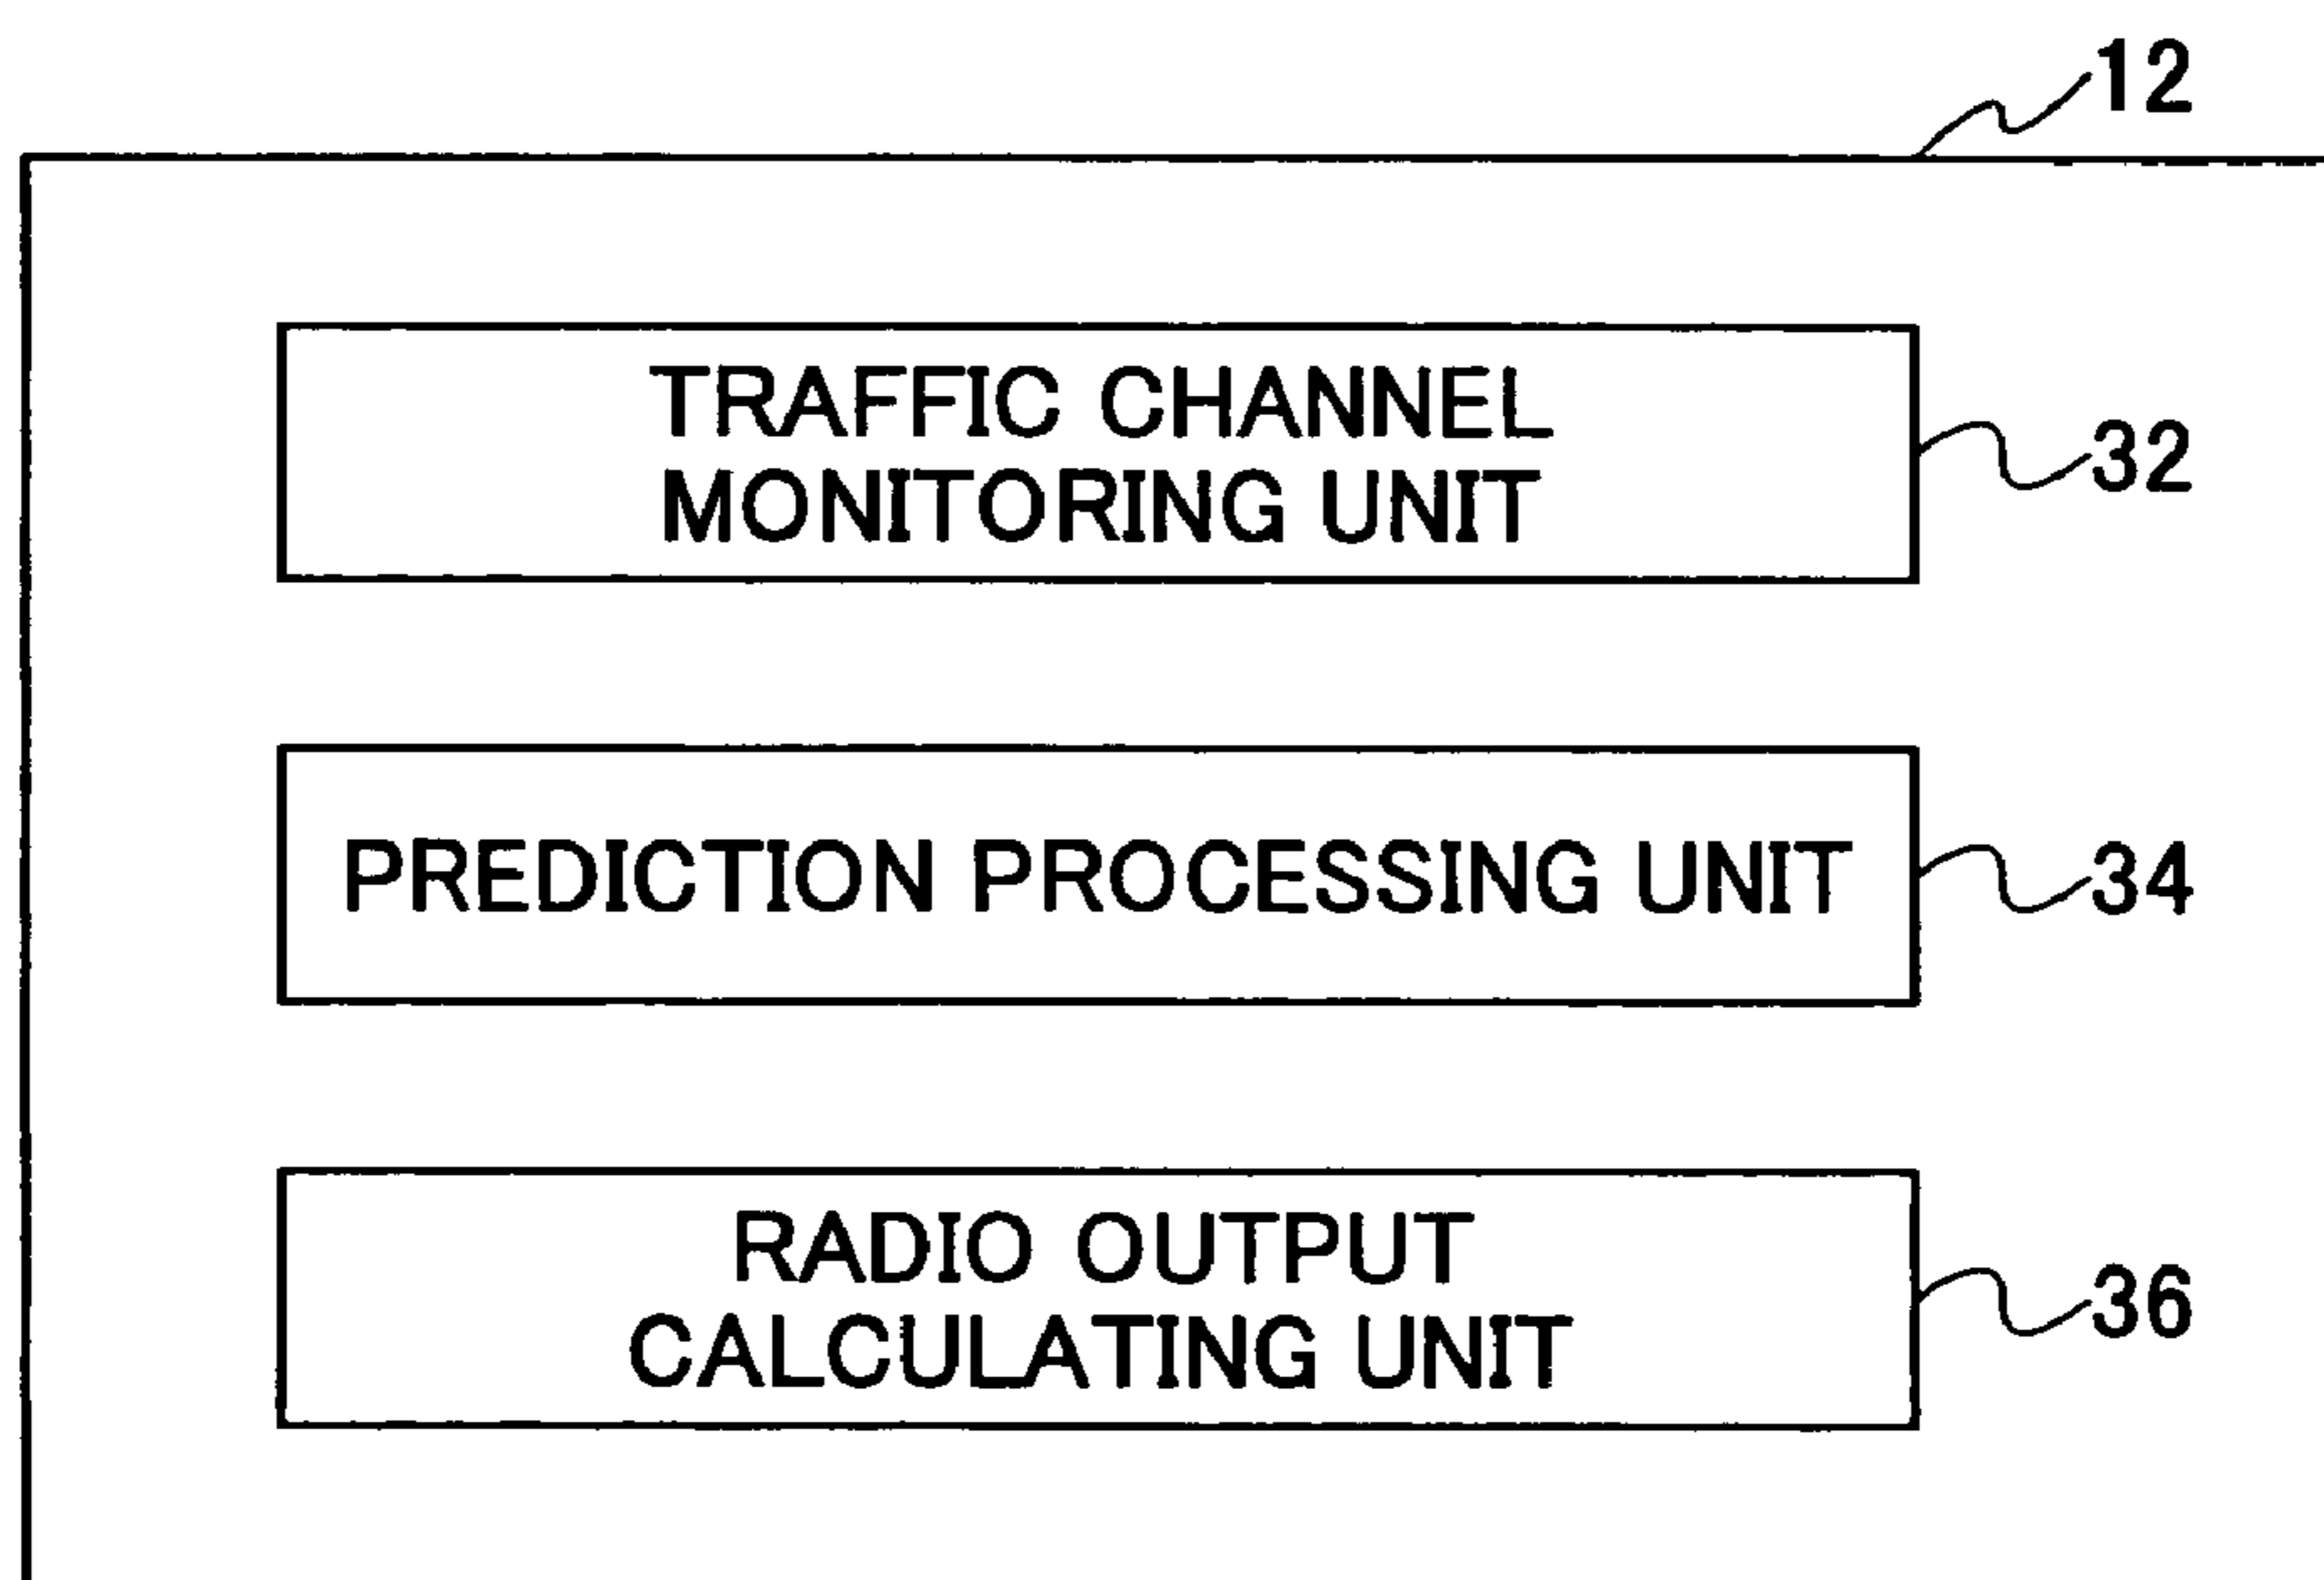 12
TRAFFIC CHANNEL
MONITORING UNIT
32
PREDICTION PROCESSING UNIT
34
RADIO OUTPUT
CALCULATING UNIT
36